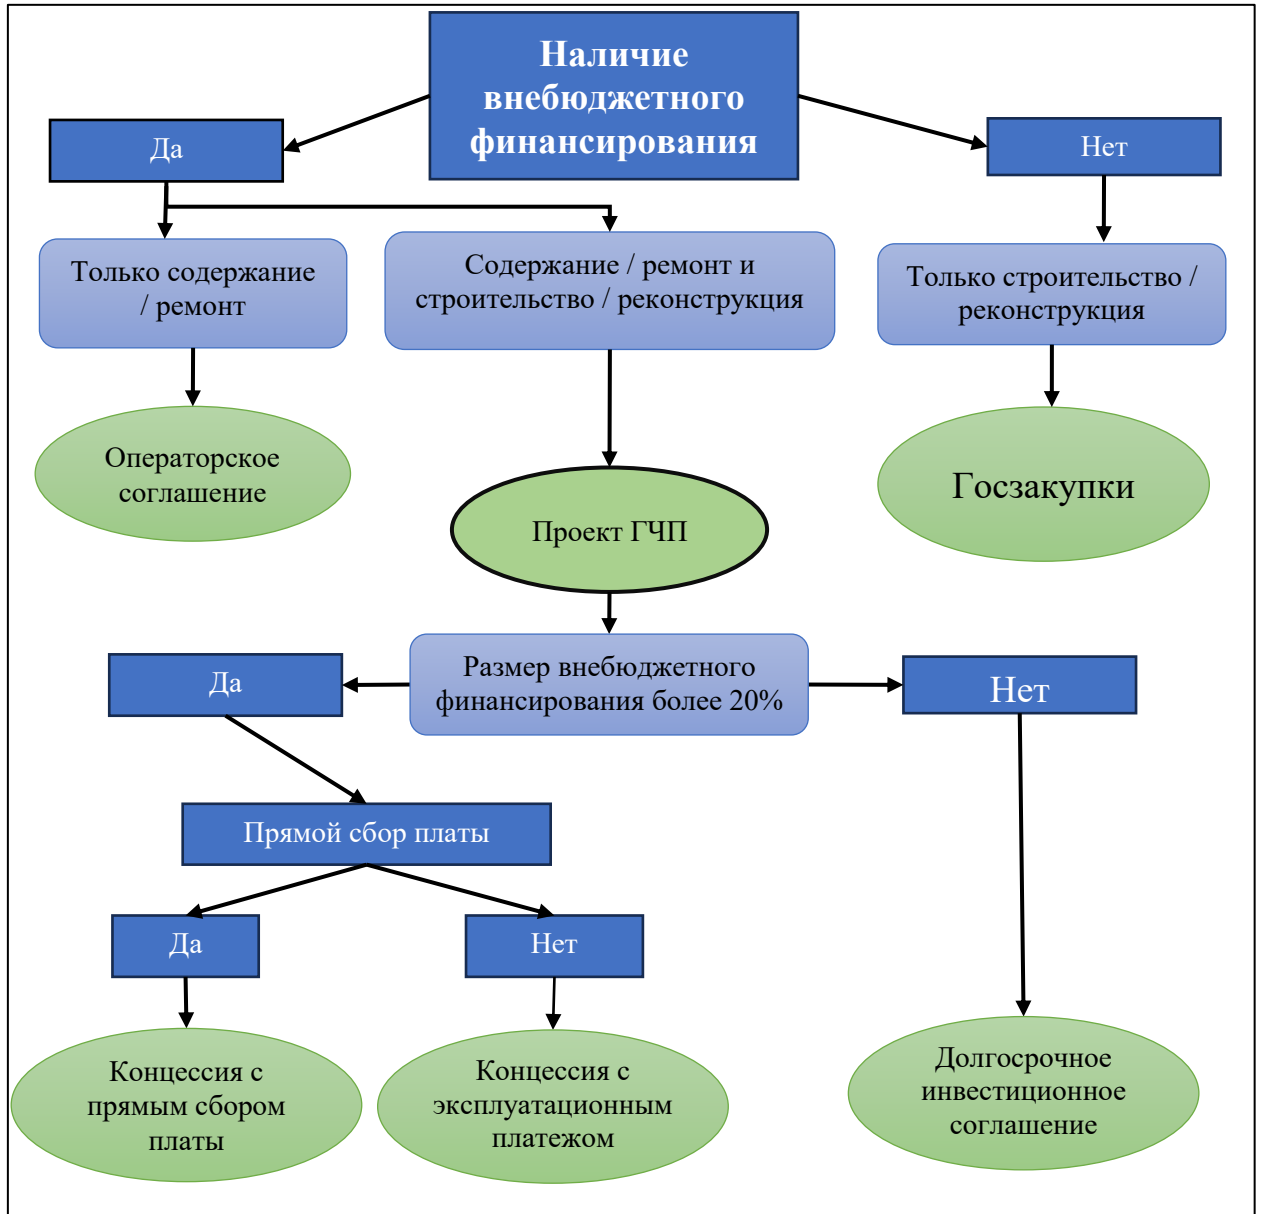 Наличие
внебюджетного
финансирования
Да
Нет
Только содержание
/ ремонт
Содержание / ремонт и
строительство / реконструкция
Только строительство /
реконструкция
Операторское
соглашение
Госзакупки
Проект ГЧП
Да
Размер внебюджетного
финансирования более 20%
Нет
Прямой сбор платы
Да
Нет
Концессия с
прямым сбором
платы
Концессия с
эксплуатационным
платежом
Долгосрочное
инвестиционное
соглашение